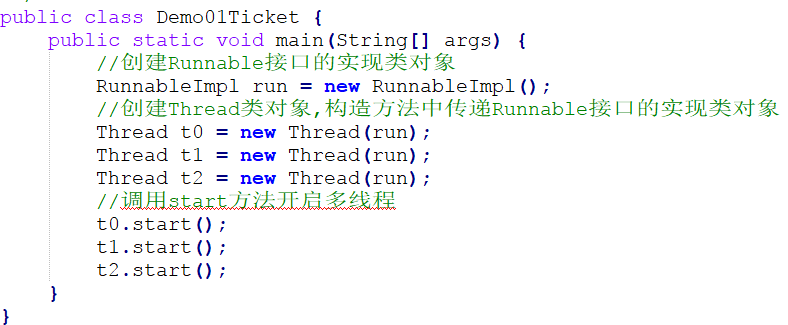 public class Demo01Ticket {
public static void main(String[] args) {
//创建Runnable接口的实现类对象
RunnableImpl run = new RunnableImpl();
//创建Thread类对象,构造方法中传递Runnable接口的实现类对象
Thread t0 = new Thread(run);
Thread t1 = new Thread(run);
Thread t2 = new Thread(run);
//调用start方法开启多线程
t0.start();
t1.start();
t2.start();
}
}